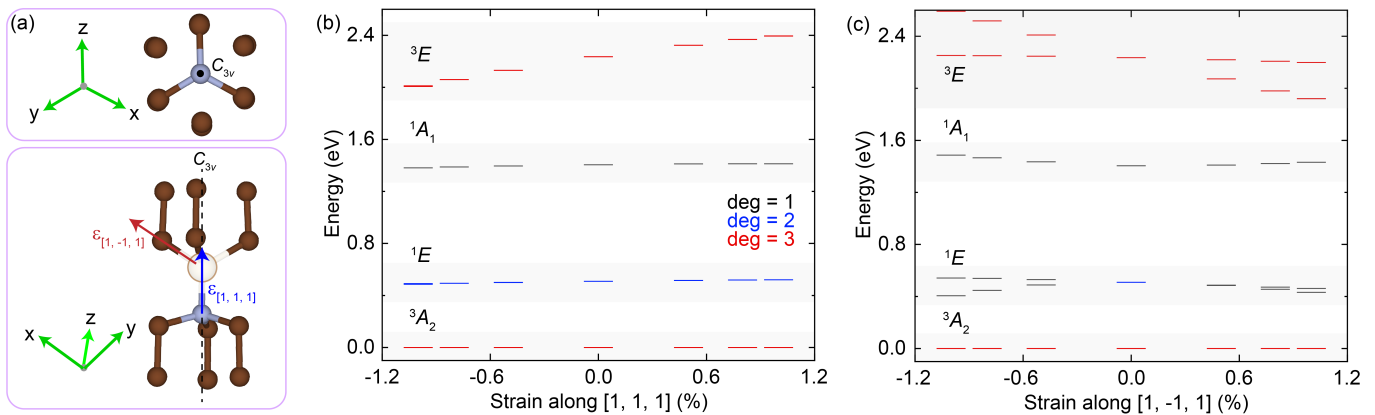 (a)
z
y
x
C3v
C3v
ε[1, -1, 1]
ε[1, 1, 1]
x
z
y
(b)
Energy (eV)
2.4
1.6
0.8
0.0
³E
¹A₁
¹E
³A₂
deg = 1
deg = 2
deg = 3
-1.2
-0.6
0.0
0.6
1.2
Strain along [1, 1, 1] (%)
(c)
Energy (eV)
2.4
1.6
0.8
0.0
³E
¹A₁
¹E
³A₂
-1.2
-0.6
0.0
0.6
1.2
Strain along [1, -1, 1] (%)